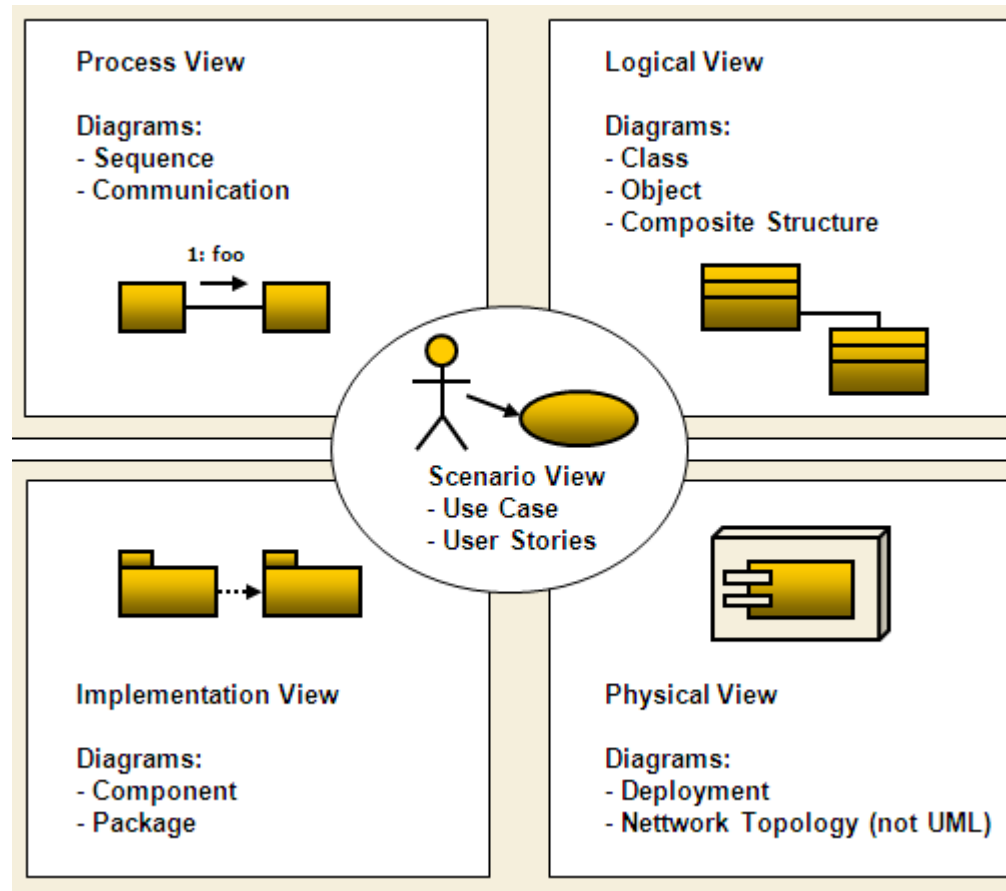 Process View
Diagrams:
- Sequence
- Communication
1: foo
Logical View
Diagrams:
- Class
- Object
- Composite Structure
Scenario View
- Use Case
- User Stories
Implementation View
Diagrams:
- Component
- Package
Physical View
Diagrams:
- Deployment
- Nettwork Topology (not UML)